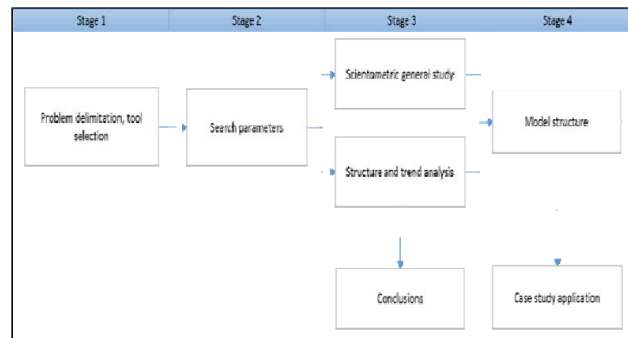 Stage 1
Stage 2
Stage 3
Stage 4
Scientometric general study
Problem delimitation, tool
selection
Search parameters
Model structure
Structure and trend analysis
Conclusions
Case study application